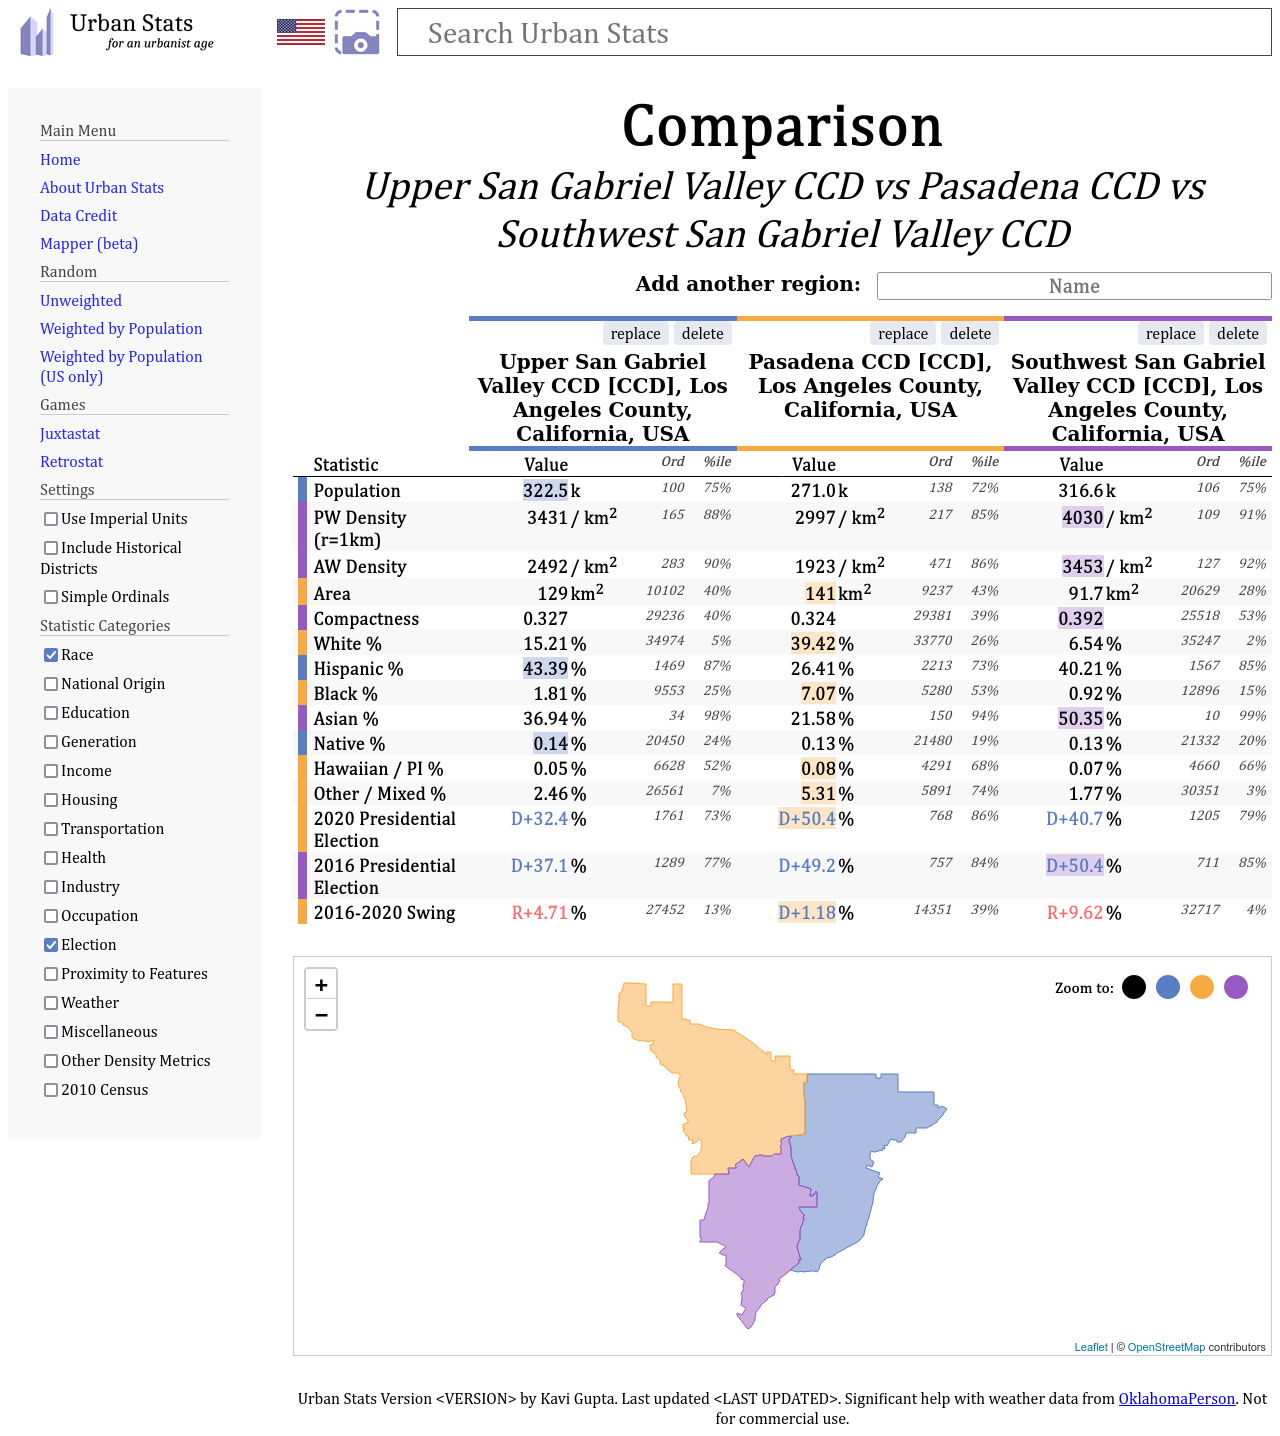 Urban Stats
for an urbanist age
Search Urban Stats
Main Menu
Home
About Urban Stats
Data Credit
Mapper (beta)
Random
Unweighted
Weighted by Population
Weighted by Population
(US only)
Games
Juxtastat
Retrostat
Settings
Use Imperial Units
Include Historical
Districts
Simple Ordinals
Statistic Categories
Race
National Origin
Education
Generation
Income
Housing
Transportation
Health
Industry
Occupation
Election
Proximity to Features
Weather
Miscellaneous
Other Density Metrics
2010 Census
Comparison
Upper San Gabriel Valley CCD vs Pasadena CCD vs
Southwest San Gabriel Valley CCD
Add another region: Name
replace delete replace delete replace delete
Upper San Gabriel Pasadena CCD [CCD], Southwest San Gabriel
Valley CCD [CCD], Los Los Angeles County, Valley CCD [CCD], Los
Angeles County, California, USA Angeles County,
California, USA California, USA
Statistic Value Ord %ile Value Ord %ile Value Ord %ile
Population 322.5 k 100 75% 271.0 k 138 72% 316.6 k 106 75%
PW Density 3431 / km2 165 88% 2997 / km2 217 85% 4030 / km2 109 91%
(r=1km)
AW Density 2492 / km2 283 90% 1923 / km2 471 86% 3453 / km2 127 92%
Area 129 km2 10102 40% 141 km2 9237 43% 91.7 km2 20629 28%
Compactness 0.327 29236 40% 0.324 29381 39% 0.392 25518 53%
White % 15.21 % 34974 5% 39.42 % 33770 26% 6.54 % 35247 2%
Hispanic % 43.39 % 1469 87% 26.41 % 2213 73% 40.21 % 1567 85%
Black % 1.81 % 9553 25% 7.07 % 5280 53% 0.92 % 12896 15%
Asian % 36.94 % 34 98% 21.58 % 150 94% 50.35 % 10 99%
Native % 0.14 % 20450 24% 0.13 % 21480 19% 0.13 % 21332 20%
Hawaiian / PI % 0.05 % 6628 52% 0.08 % 4291 68% 0.07 % 4660 66%
Other / Mixed % 2.46 % 26561 7% 5.31 % 5891 74% 1.77 % 30351 3%
2020 Presidential D+32.4 % 1761 73% D+50.4 % 768 86% D+40.7 % 1205 79%
Election
2016 Presidential D+37.1 % 1289 77% D+49.2 % 757 84% D+50.4 % 711 85%
Election
2016-2020 Swing R+4.71 % 27452 13% D+1.18 % 14351 39% R+9.62 % 32717 4%
+
−
Zoom to:
Leaflet | © OpenStreetMap contributors
Urban Stats Version <VERSION> by Kavi Gupta. Last updated <LAST UPDATED>. Significant help with weather data from OklahomaPerson. Not
for commercial use.